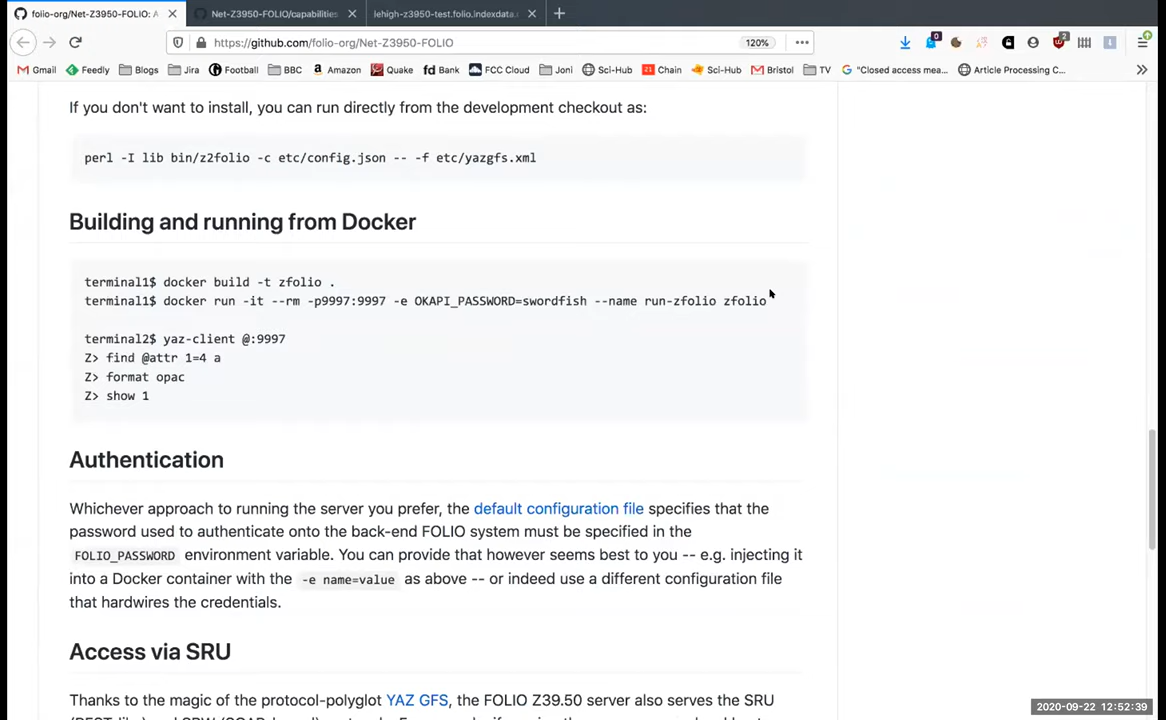 folio-org/Net-Z3950-FOLIO: A
Net-Z3950-FOLIO/capabilities
lehigh-z3950-test.folio.indexdata.
https://github.com/folio-org/Net-Z3950-FOLIO
120%
0
2
Gmail
Feedly
Blogs
Jira
Football
BBC
Amazon
Quake
fd Bank
FCC Cloud
Joni
Sci-Hub
21 Chain
Sci-Hub
Bristol
TV
"Closed access mea...
Article Processing C...
If you don't want to install, you can run directly from the development checkout as:
perl -I lib bin/z2folio -c etc/config.json -- -f etc/yazgfs.xml
Building and running from Docker
terminal1$ docker build -t zfolio .
terminal1$ docker run -it --rm -p9997:9997 -e OKAPI_PASSWORD=swordfish --name run-zfolio zfolio
terminal2$ yaz-client @:9997
Z> find @attr 1=4 a
Z> format opac
Z> show 1
Authentication
Whichever approach to running the server you prefer, the default configuration file specifies that the
password used to authenticate onto the back-end FOLIO system must be specified in the
FOLIO_PASSWORD environment variable. You can provide that however seems best to you -- e.g. injecting it
into a Docker container with the -e name=value as above -- or indeed use a different configuration file
that hardwires the credentials.
Access via SRU
Thanks to the magic of the protocol-polyglot YAZ GFS, the FOLIO Z39.50 server also serves the SRU
2020-09-22 12:52:39